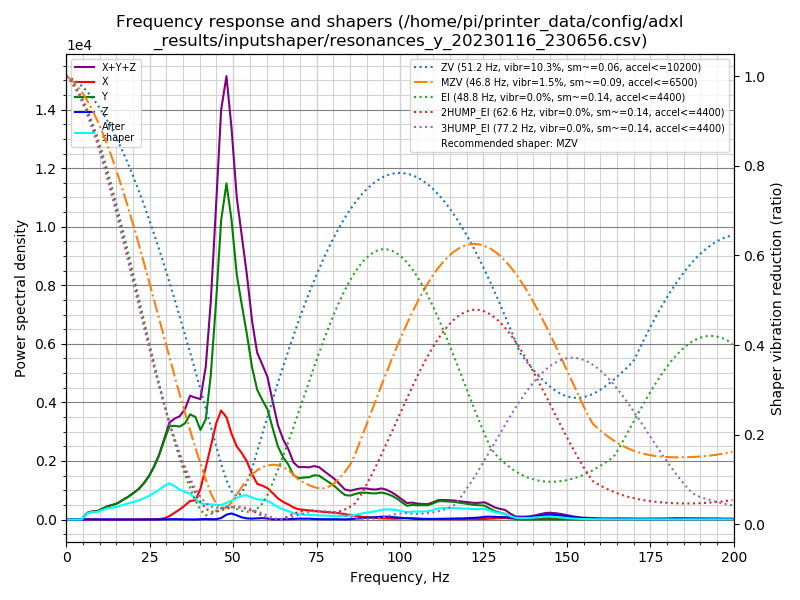 Frequency response and shapers (/home/pi/printer_data/config/adxl
_results/inputshaper/resonances_y_20230116_230656.csv)
1e4
X+Y+Z
X
Y
Z
After
shaper
ZV (51.2 Hz, vibr=10.3%, sm~=0.06, accel<=10200)
MZV (46.8 Hz, vibr=1.5%, sm~=0.09, accel<=6500)
EI (48.8 Hz, vibr=0.0%, sm~=0.14, accel<=4400)
2HUMP_EI (62.6 Hz, vibr=0.0%, sm~=0.14, accel<=4400)
3HUMP_EI (77.2 Hz, vibr=0.0%, sm~=0.14, accel<=4400)
Recommended shaper: MZV
Power spectral density
1.4
1.2
1.0
0.8
0.6
0.4
0.2
0.0
1.0
0.8
0.6
0.4
0.2
0.0
Shaper vibration reduction (ratio)
0 25 50 75 100 125 150 175 200
Frequency, Hz